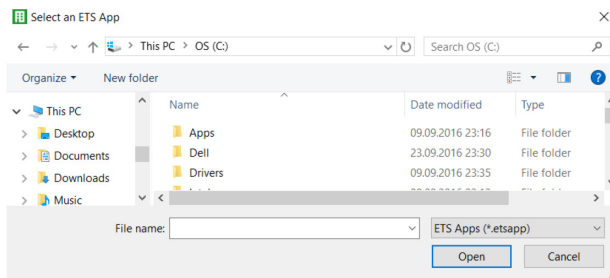 Select an ETS App
This PC > OS (C:)
Search OS (C:)
Organize
New folder
Name
Date modified
Type
This PC
Desktop
Documents
Downloads
Music
Apps 09.09.2016 23:16 File folder
Dell 23.09.2016 23:30 File folder
Drivers 09.09.2016 23:35 File folder
File name:
ETS Apps (*.etsapp)
Open
Cancel